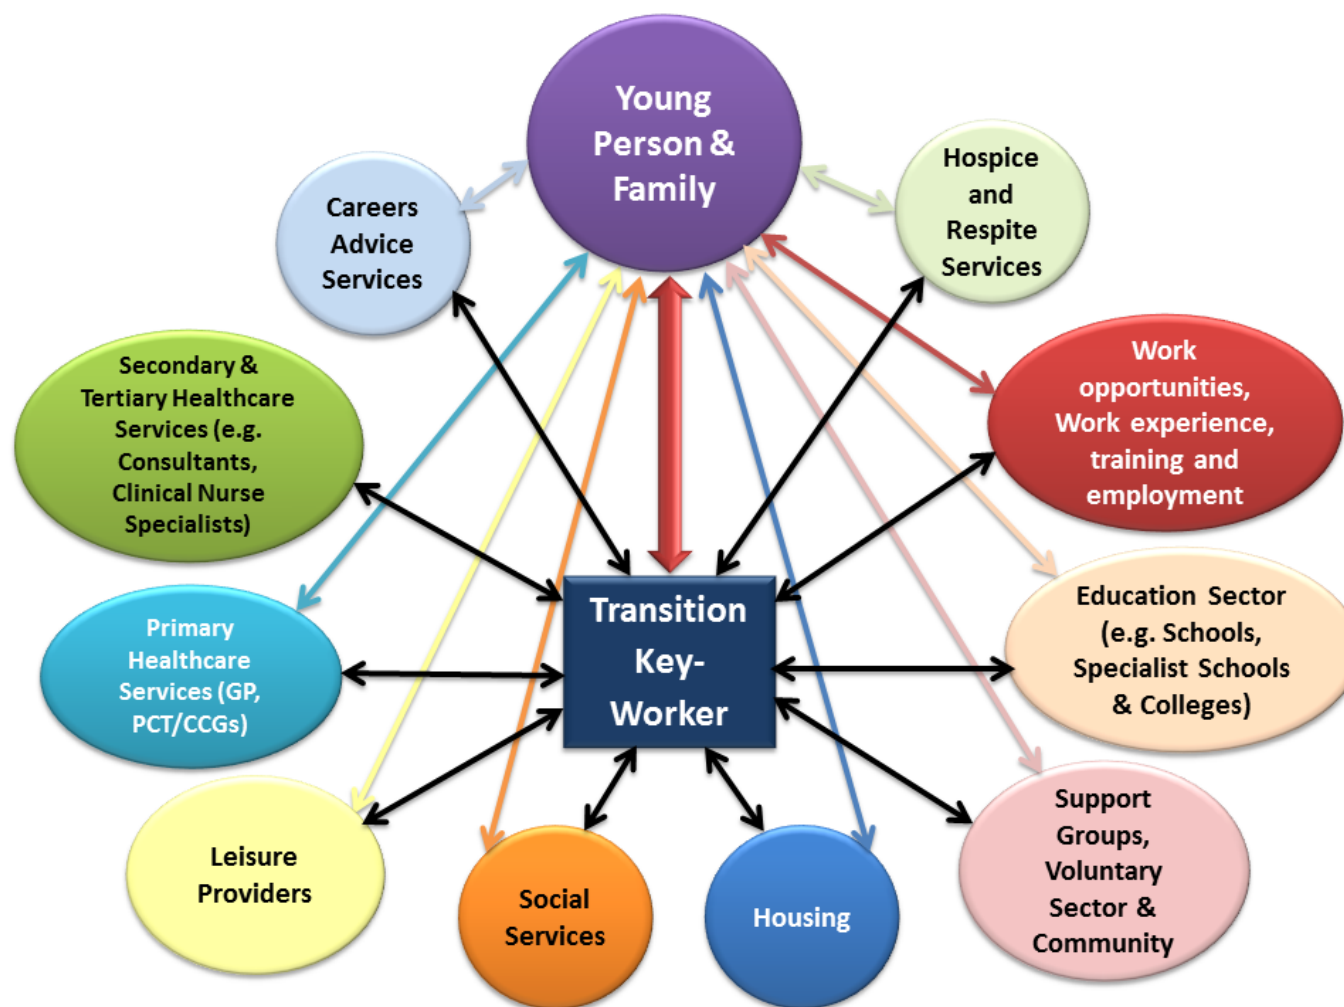 Young
Person &
Family
Careers
Advice
Services
Hospice
and
Respite
Services
Secondary &
Tertiary Healthcare
Services (e.g.
Consultants,
Clinical Nurse
Specialists)
Work
opportunities,
Work experience,
training and
employment
Primary
Healthcare
Services (GP,
PCT/CCGs)
Transition
Key-
Worker
Education Sector
(e.g. Schools,
Specialist Schools
& Colleges)
Leisure
Providers
Social
Services
Housing
Support
Groups,
Voluntary
Sector &
Community